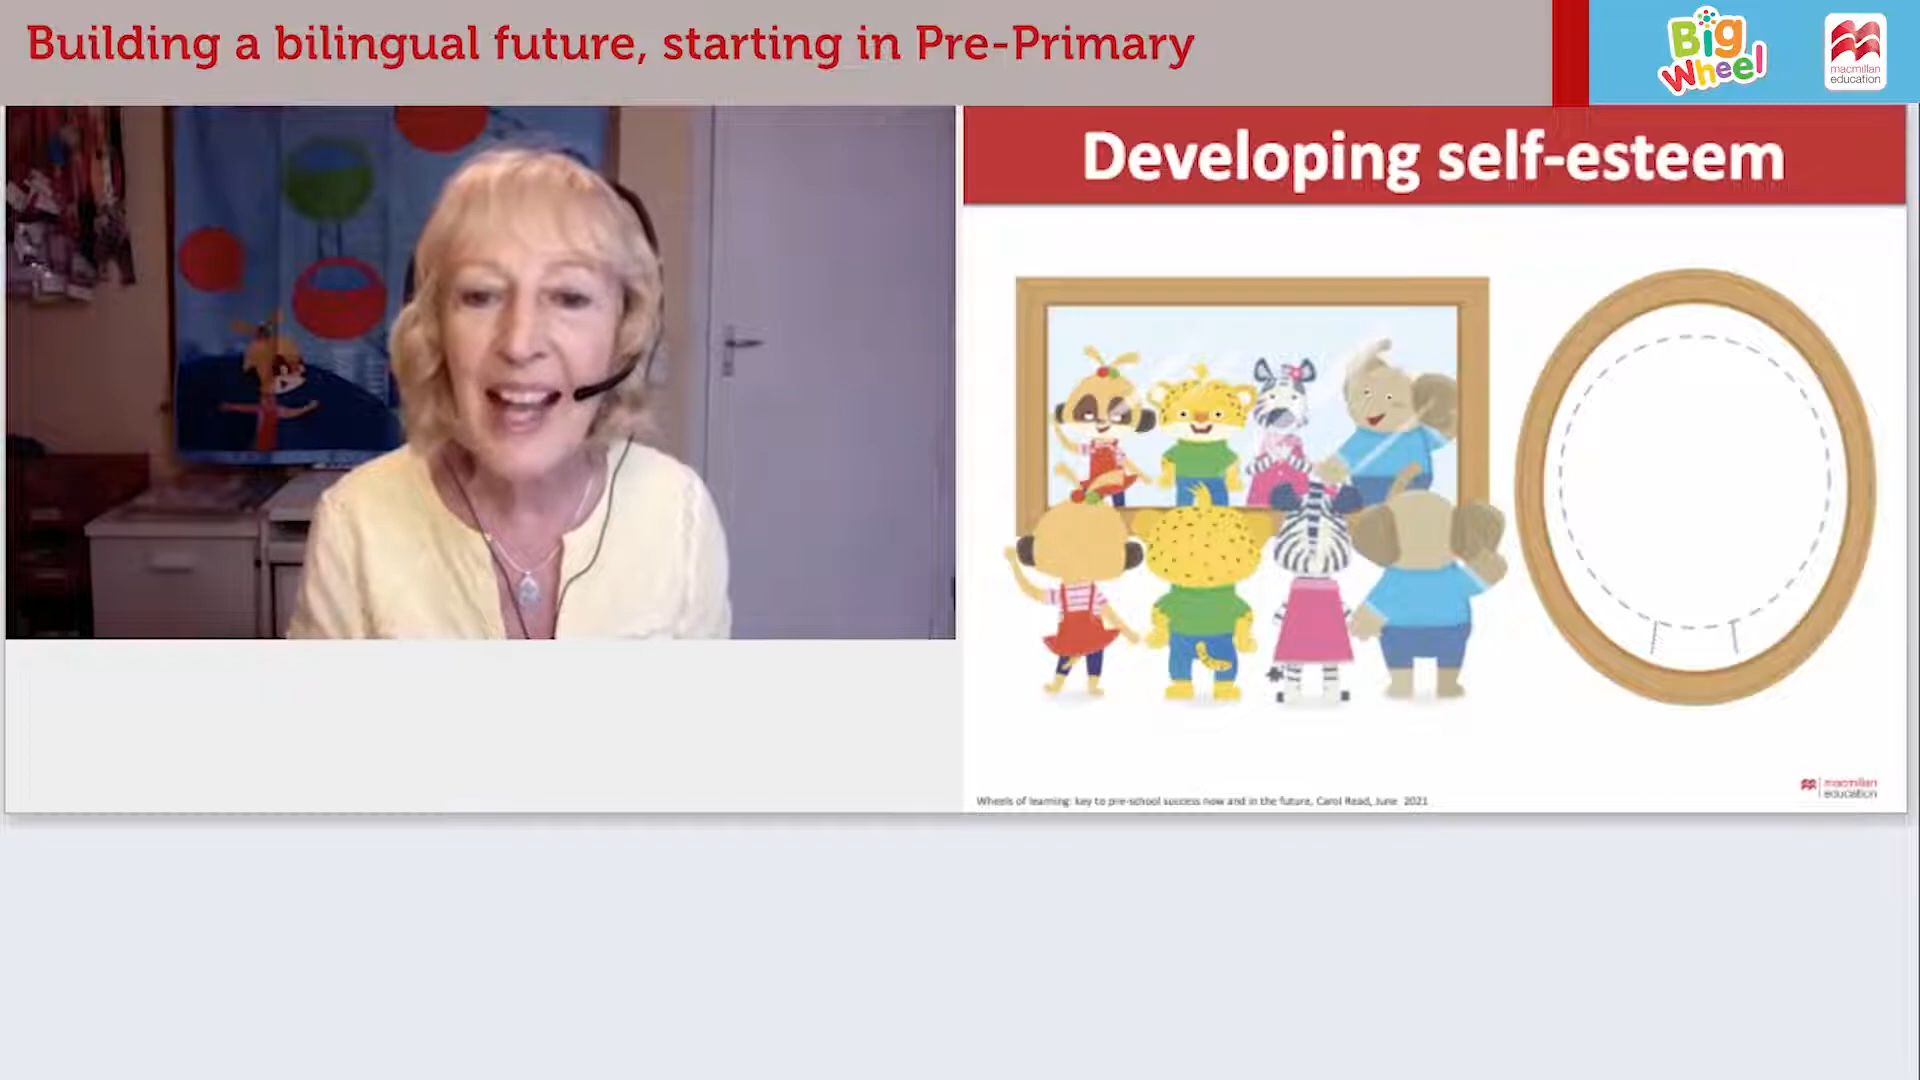 Building a bilingual future, starting in Pre-Primary
Big
Wheel
macmillan
education
Developing self-esteem
Wheels of learning: key to pre-school success now and in the future, Carol Read, June 2021
macmillan
education